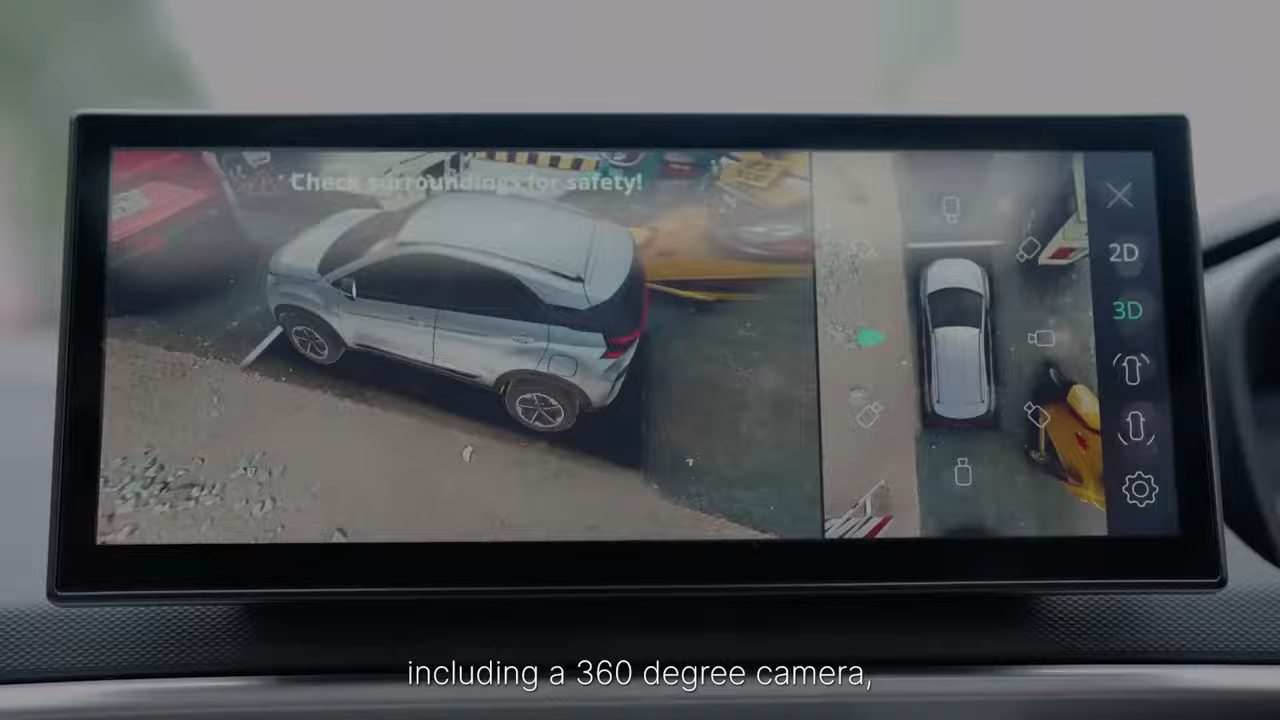 Check surroundings for safety!
2D
3D
including a 360 degree camera,